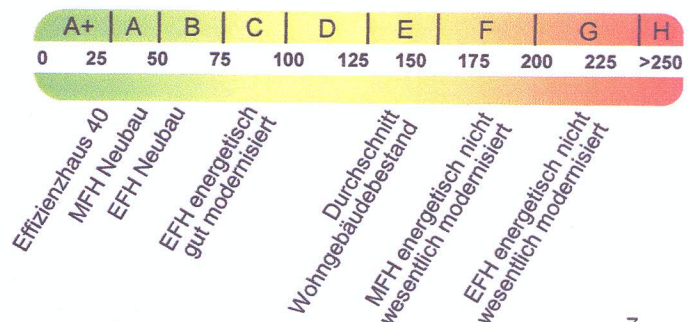 A+ A B C D E F G H
0 25 50 75 100 125 150 175 200 225 >250
Effizienzhaus 40
MFH Neubau
EFH Neubau
EFH energetisch
gut modernisiert
Durchschnitt
Wohngebäudebestand
MFH energetisch nicht
wesentlich modernisiert
EFH energetisch nicht
wesentlich modernisiert